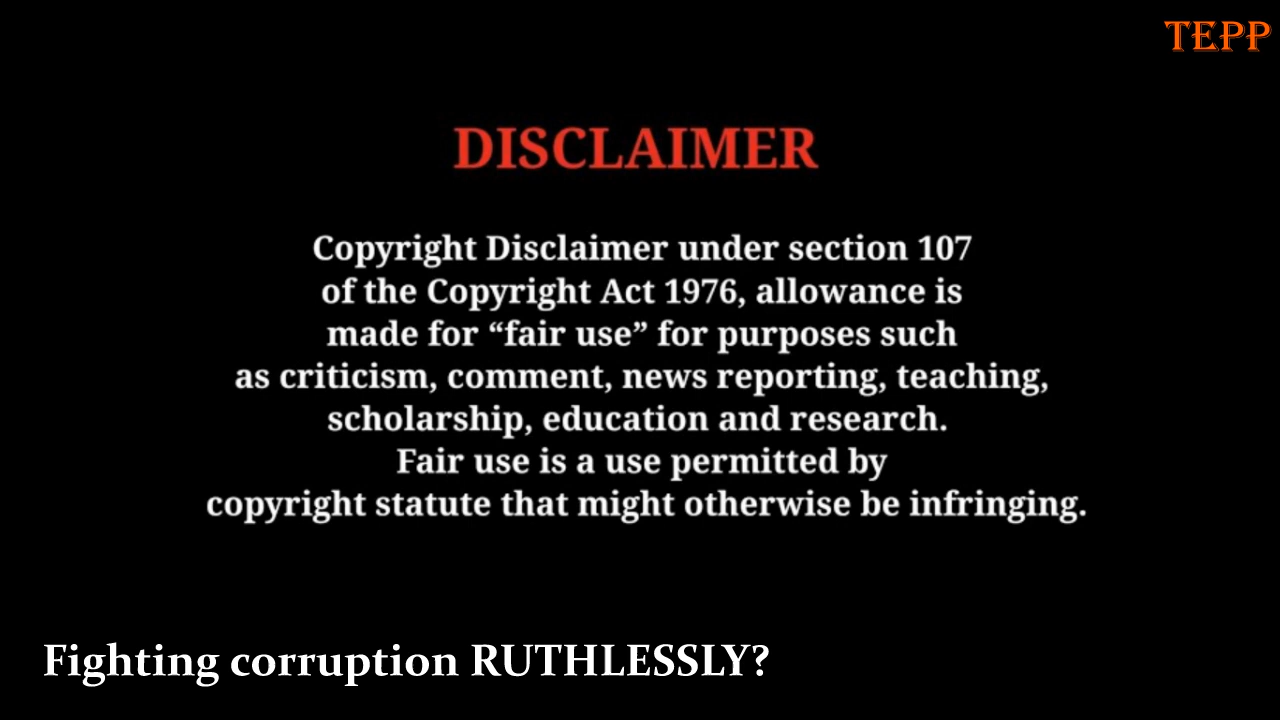 TEPP
DISCLAIMER
Copyright Disclaimer under section 107
of the Copyright Act 1976, allowance is
made for “fair use” for purposes such
as criticism, comment, news reporting, teaching,
scholarship, education and research.
Fair use is a use permitted by
copyright statute that might otherwise be infringing.
Fighting corruption RUTHLESSLY?